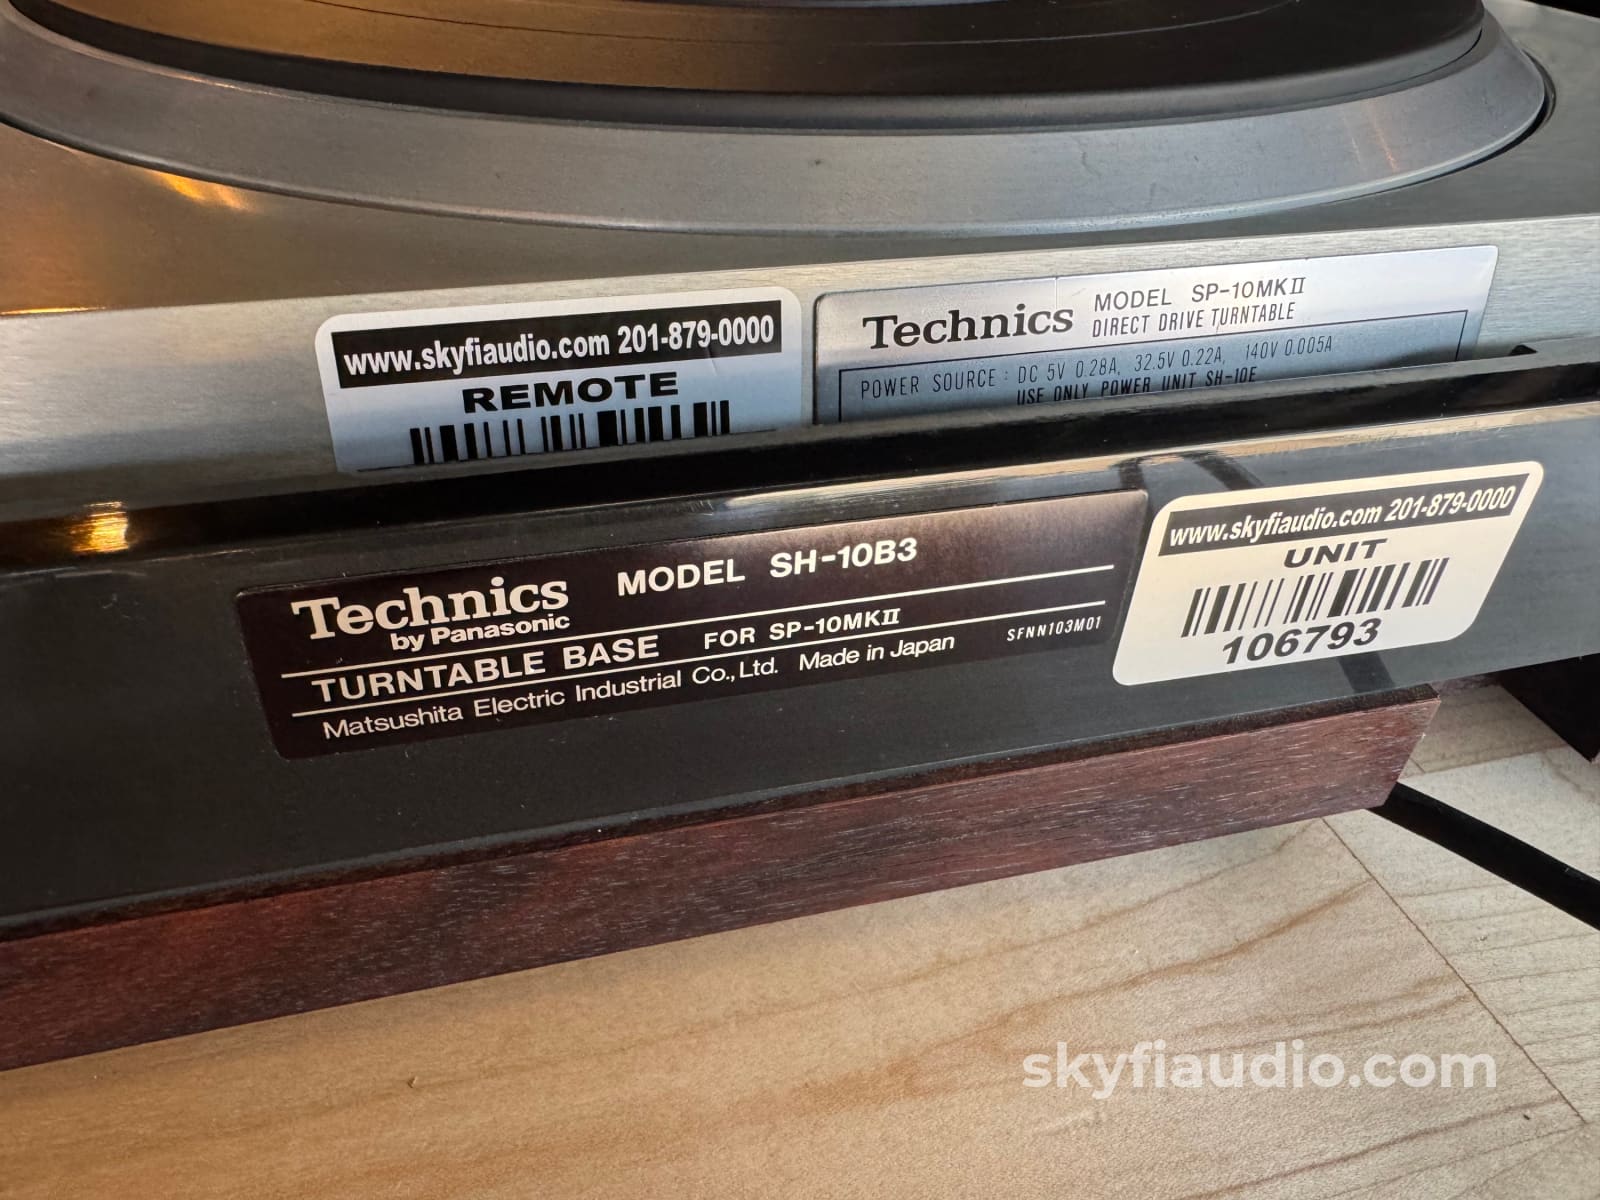 www.skyfiaudio.com 201-879-0000
REMOTE
Technics
MODEL SP-10MKII
DIRECT DRIVE TURNTABLE
POWER SOURCE : DC 5V 0.28A, 32.5V 0.22A, 140V 0.005A
USE ONLY POWER UNIT SH-10E
Technics
by Panasonic
MODEL SH-10B3
TURNTABLE BASE FOR SP-10MKII
Matsushita Electric Industrial Co., Ltd. Made in Japan
SFNN103M01
www.skyfiaudio.com 201-879-0000
UNIT
106793
skyfiaudio.com